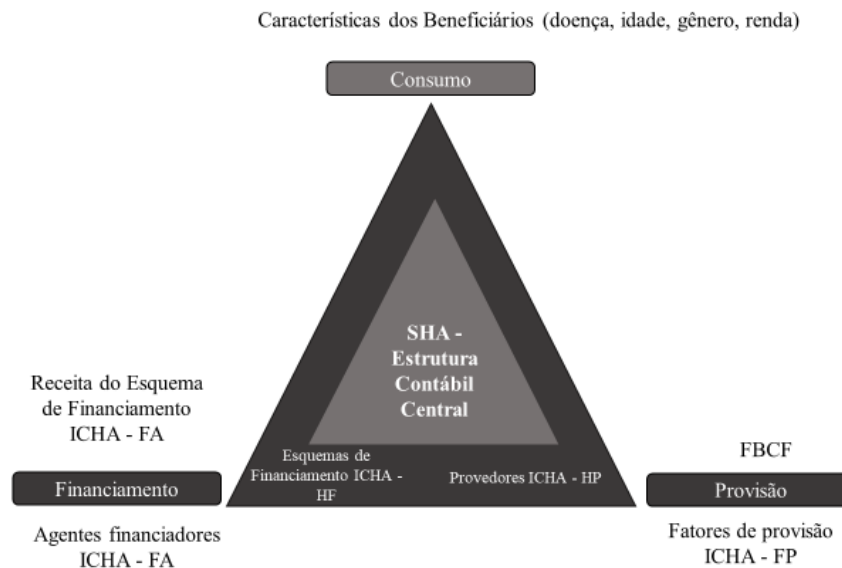 Características dos Beneficiários (doença, idade, gênero, renda)
Consumo
SHA -
Estrutura
Contábil
Central
Receita do Esquema
de Financiamento
ICHA - FA
Esquemas de
Financiamento ICHA -
HF
Provedores ICHA - HP
FBCF
Financiamento
Provisão
Agentes financiadores
ICHA - FA
Fatores de provisão
ICHA - FP